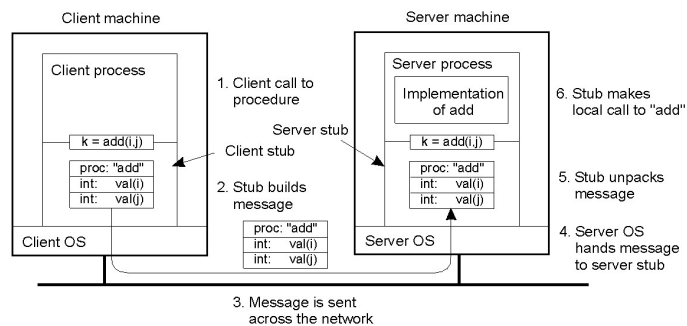 Client machine
Server machine
Client process
1. Client call to
procedure
Server process
Implementation
of add
6. Stub makes
local call to "add"
Server stub
k = add(i,j)
k = add(i,j)
Client stub
proc: "add"
int: val(i)
int: val(j)
2. Stub builds
message
proc: "add"
int: val(i)
int: val(j)
5. Stub unpacks
message
proc: "add"
int: val(i)
int: val(j)
Client OS
Server OS
4. Server OS
hands message
to server stub
3. Message is sent
across the network